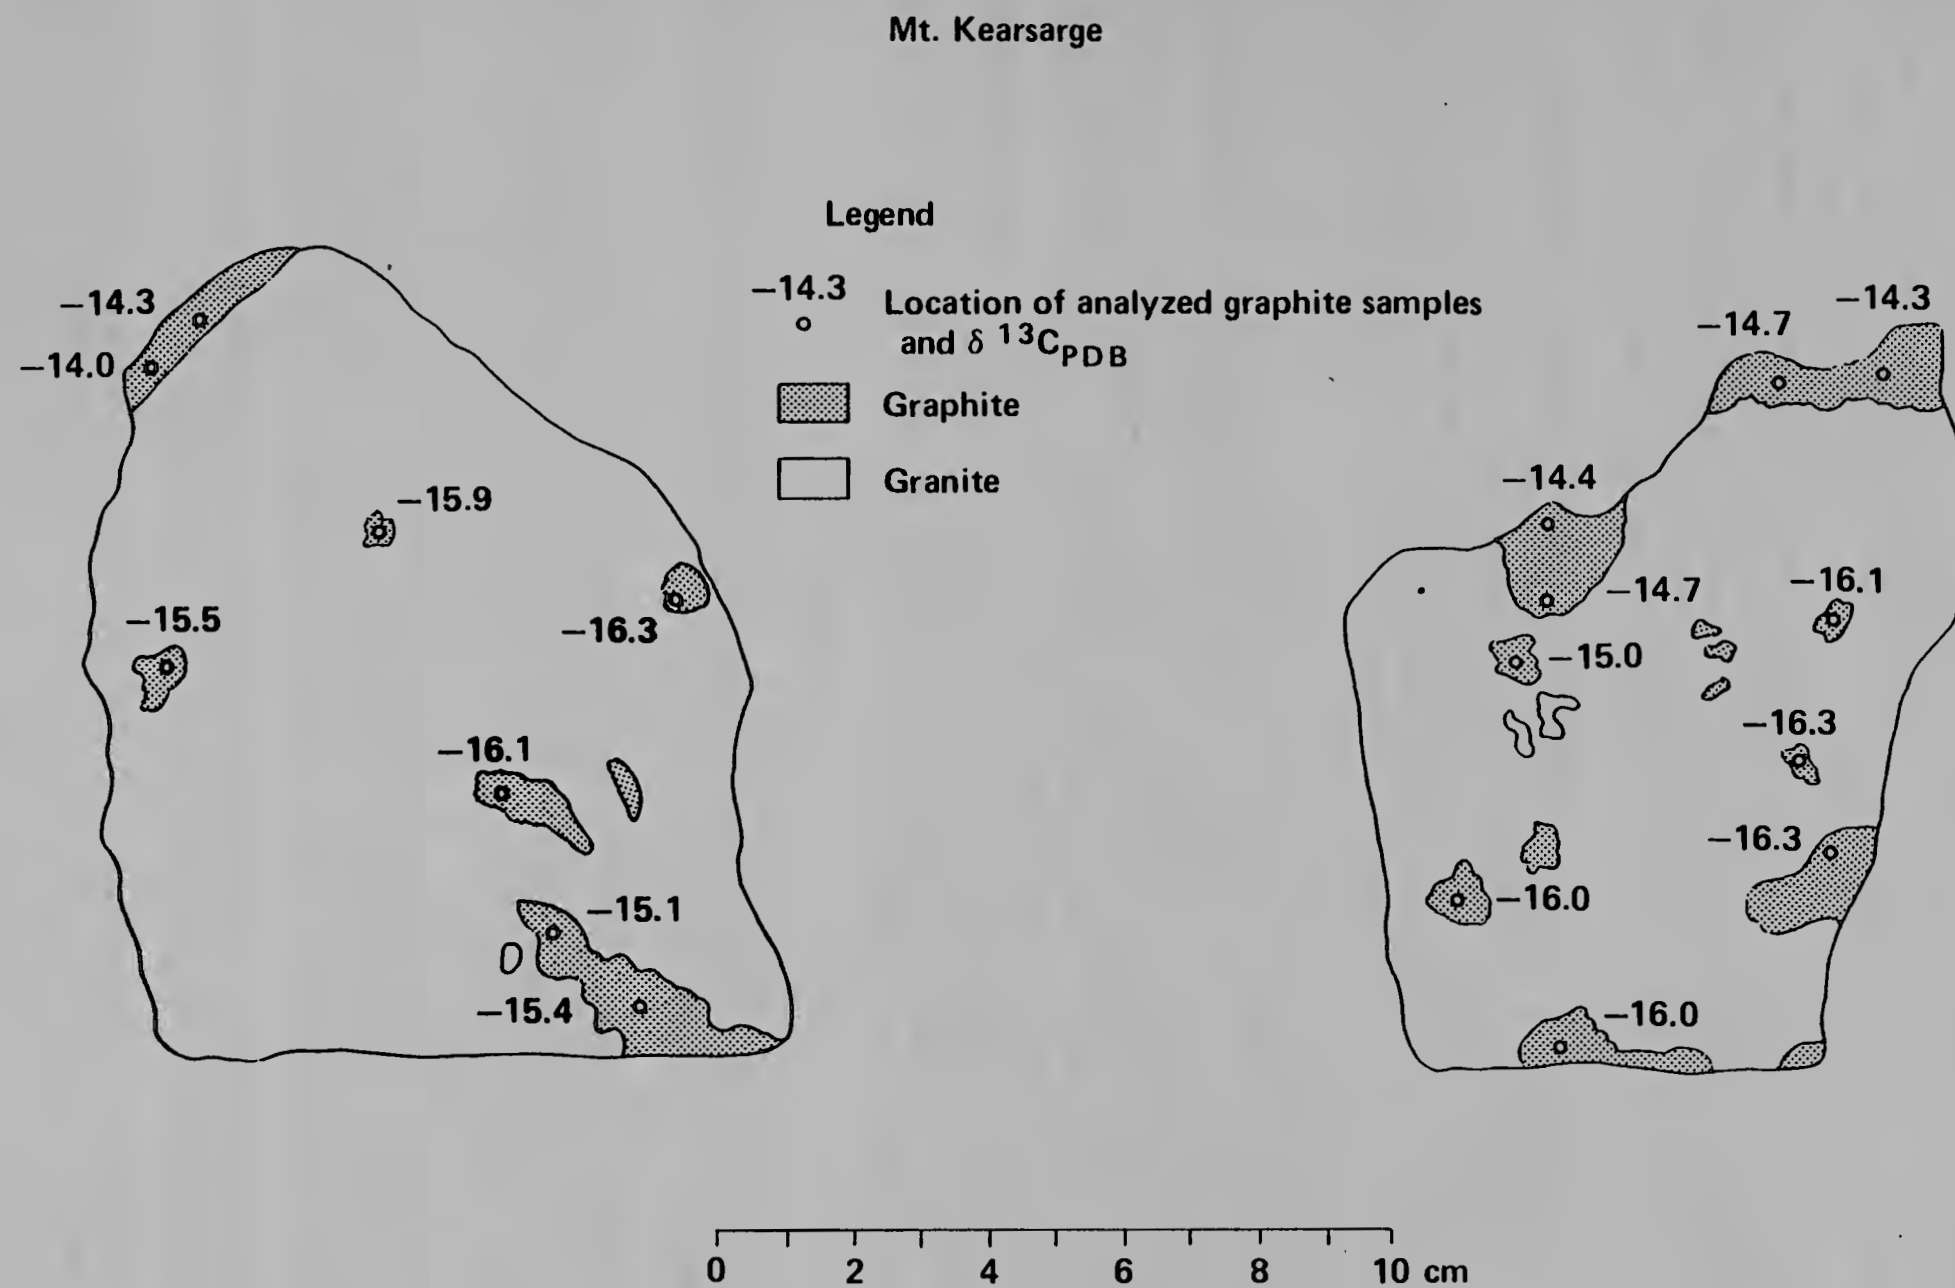 Mt. Kearsarge
Legend
−14.3
Location of analyzed graphite samples
and δ ¹³C_PDB
Graphite
Granite
−14.3
−14.0
−15.9
−15.5
−16.3
−16.1
−15.1
−15.4
−14.3
−14.7
−14.4
−16.1
−14.7
−15.0
−16.3
−16.3
−16.0
−16.0
0 2 4 6 8 10 cm